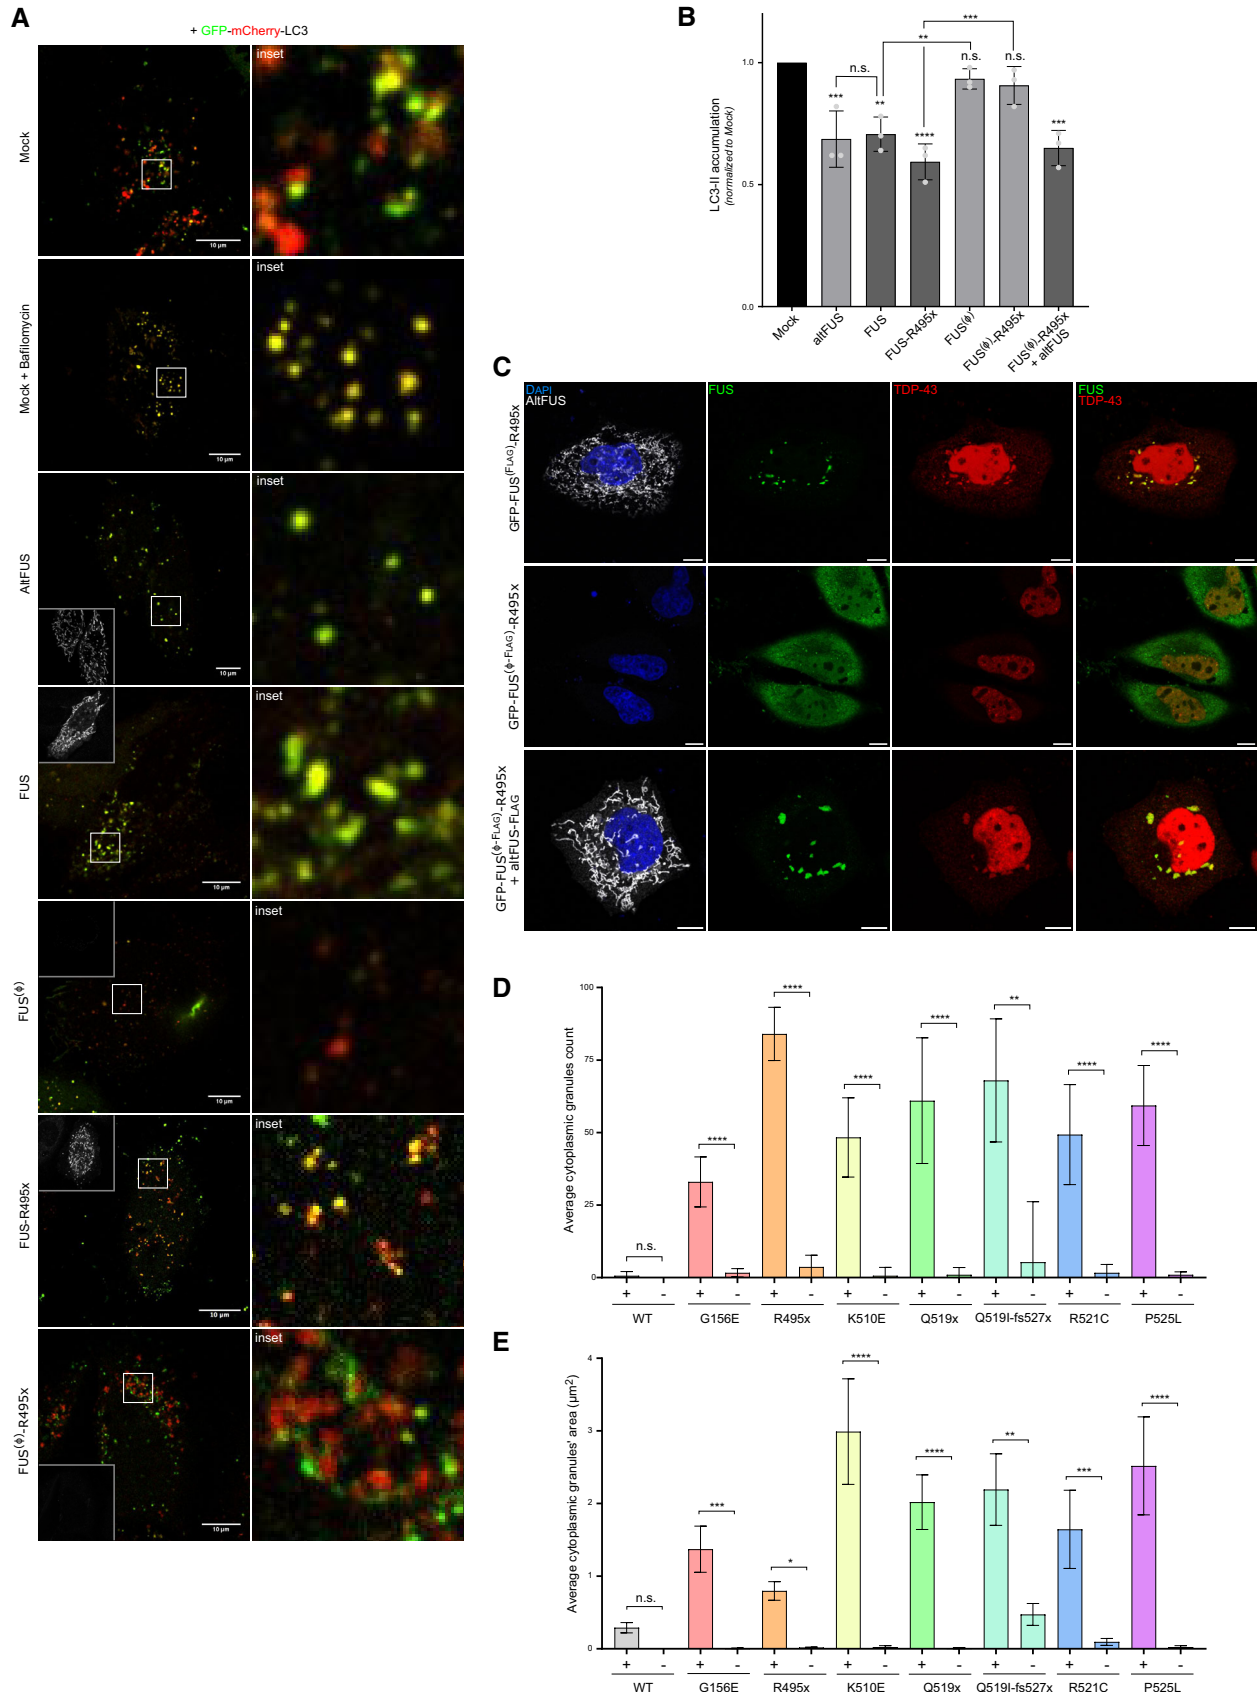 A
+ GFP-mCherry-LC3
Mock
inset
10 µm
Mock + Bafilomycin
inset
10 µm
AltFUS
inset
10 µm
FUS
inset
10 µm
FUS(ϕ)
inset
10 µm
FUS-R495x
inset
10 µm
FUS(ϕ)-R495x
inset
10 µm
B
LC3-II accumulation
(normalized to Mock)
1.0
0.5
0.0
***
n.s.
**
****
**
***
n.s.
n.s.
***
Mock
altFUS
FUS
FUS-R495x
FUS(ϕ)
FUS(ϕ)-R495x
FUS(ϕ)-R495x
+ altFUS
C
DAPI
AltFUS
FUS
TDP-43
FUS
TDP-43
GFP-FUS(FLAG)-R495x
GFP-FUS(ϕ-FLAG)-R495x
GFP-FUS(ϕ-FLAG)-R495x
+ altFUS-FLAG
D
Average cytoplasmic granules count
100
75
50
25
0
n.s.
****
****
****
****
**
****
****
+ - + - + - + - + - + - + - + -
WT G156E R495x K510E Q519x Q519I-fs527x R521C P525L
E
Average cytoplasmic granules' area (µm2)
4
3
2
1
0
n.s.
***
*
****
****
**
***
****
+ - + - + - + - + - + - + - + -
WT G156E R495x K510E Q519x Q519I-fs527x R521C P525L